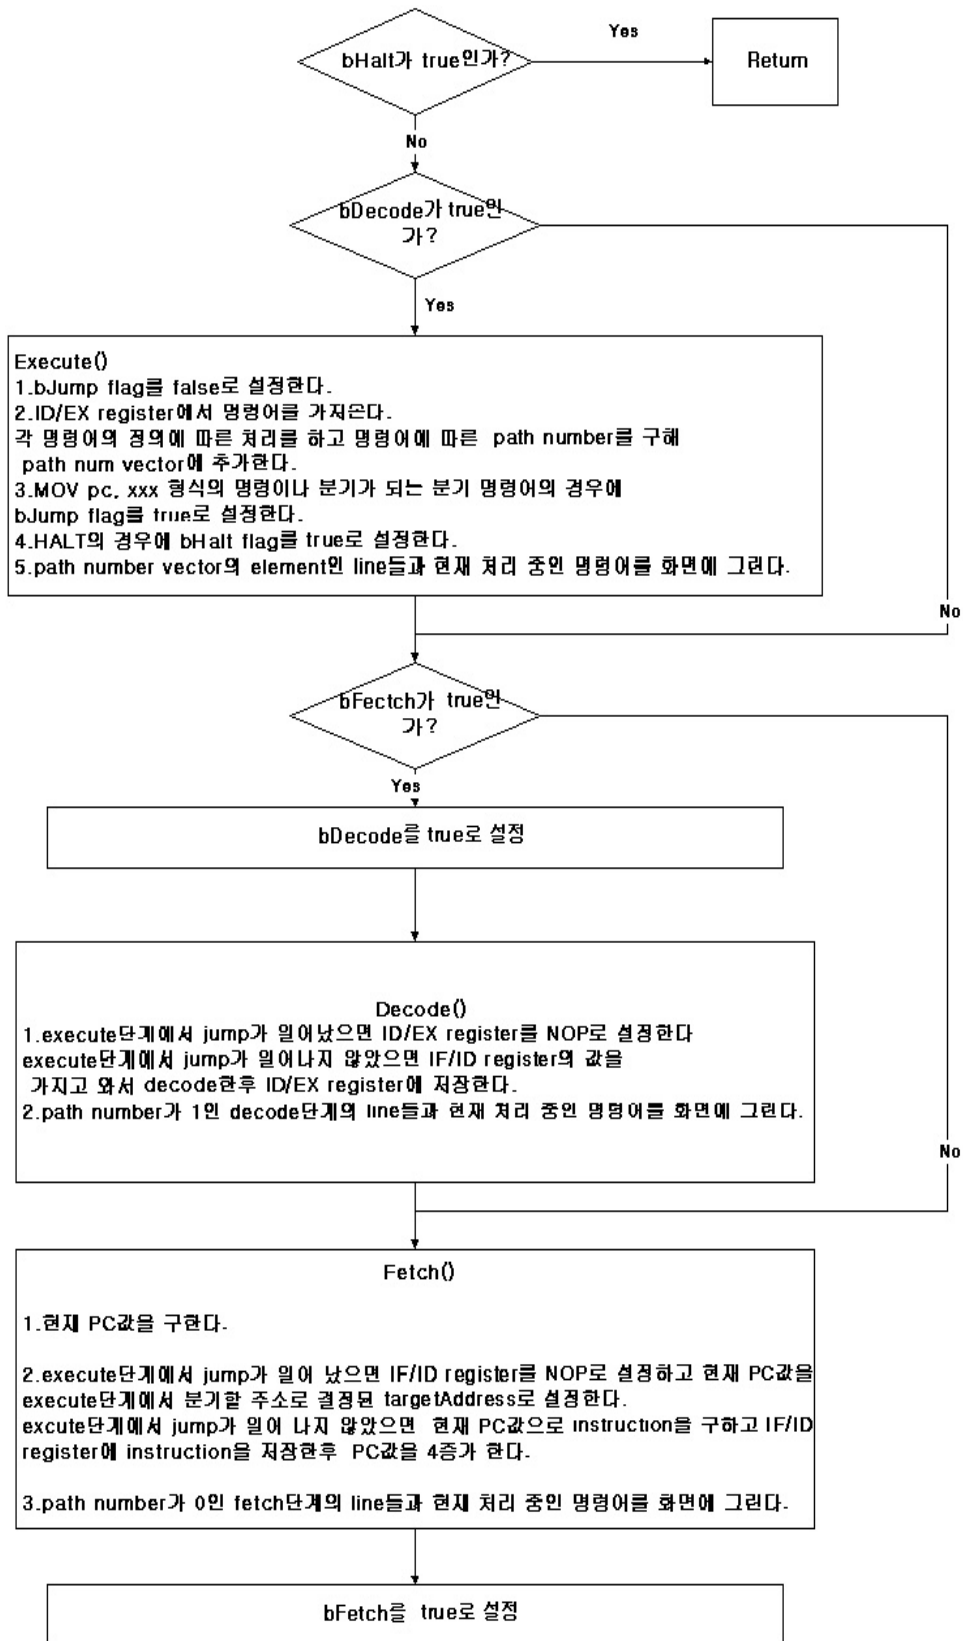 bHalt가 true인가?
Yes
Return
No
bDecode가 true인
가?
Yes
Execute()
1.bJump flag를 false로 설정한다.
2.ID/EX register에서 명령어를 가져온다.
각 명령어의 정의에 따른 처리를 하고 명령어에 따른 path number를 구해
path num vector에 추가한다.
3.MOV pc, xxx 형식의 명령이나 분기가 되는 분기 명령어의 경우에
bJump flag를 true로 설정한다.
4.HALT의 경우에 bHalt flag를 true로 설정한다.
5.path number vector의 element인 line들과 현재 처리 중인 명령어를 화면에 그린다.
No
bFectch가 true인
가?
Yes
bDecode를 true로 설정
Decode()
1.execute단계에서 jump가 일어났으면 ID/EX register를 NOP로 설정한다
execute단계에서 jump가 일어나지 않았으면 IF/ID register의 값을
가지고 와서 decode한후 ID/EX register에 저장한다.
2.path number가 1인 decode단계의 line들과 현재 처리 중인 명령어를 화면에 그린다.
No
Fetch()
1.현재 PC값을 구한다.
2.execute단계에서 jump가 일어 났으면 IF/ID register를 NOP로 설정하고 현재 PC값을
execute단계에서 분기할 주소로 결정된 targetAddress로 설정한다.
excute단계에서 jump가 일어 나지 않았으면 현재 PC값으로 instruction을 구하고 IF/ID
register에 instruction을 저장한후 PC값을 4증가 한다.
3.path number가 0인 fetch단계의 line들과 현재 처리 중인 명령어를 화면에 그린다.
bFetch를 true로 설정